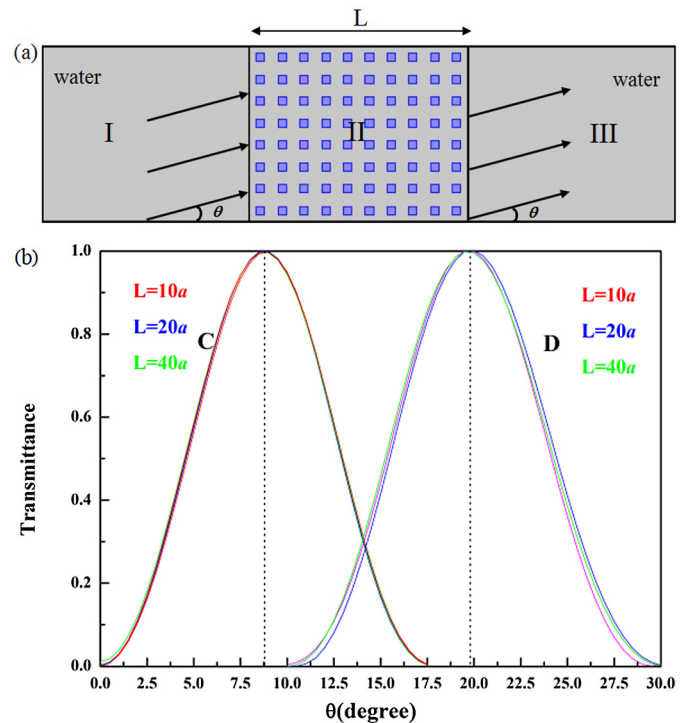 L
(a)
water
water
I
II
III
θ
θ
(b)
Transmittance
1.0
0.8
0.6
0.4
0.2
0.0
L=10a
L=20a
L=40a
C
L=10a
L=20a
L=40a
D
0.0 2.5 5.0 7.5 10.0 12.5 15.0 17.5 20.0 22.5 25.0 27.5 30.0
θ(degree)